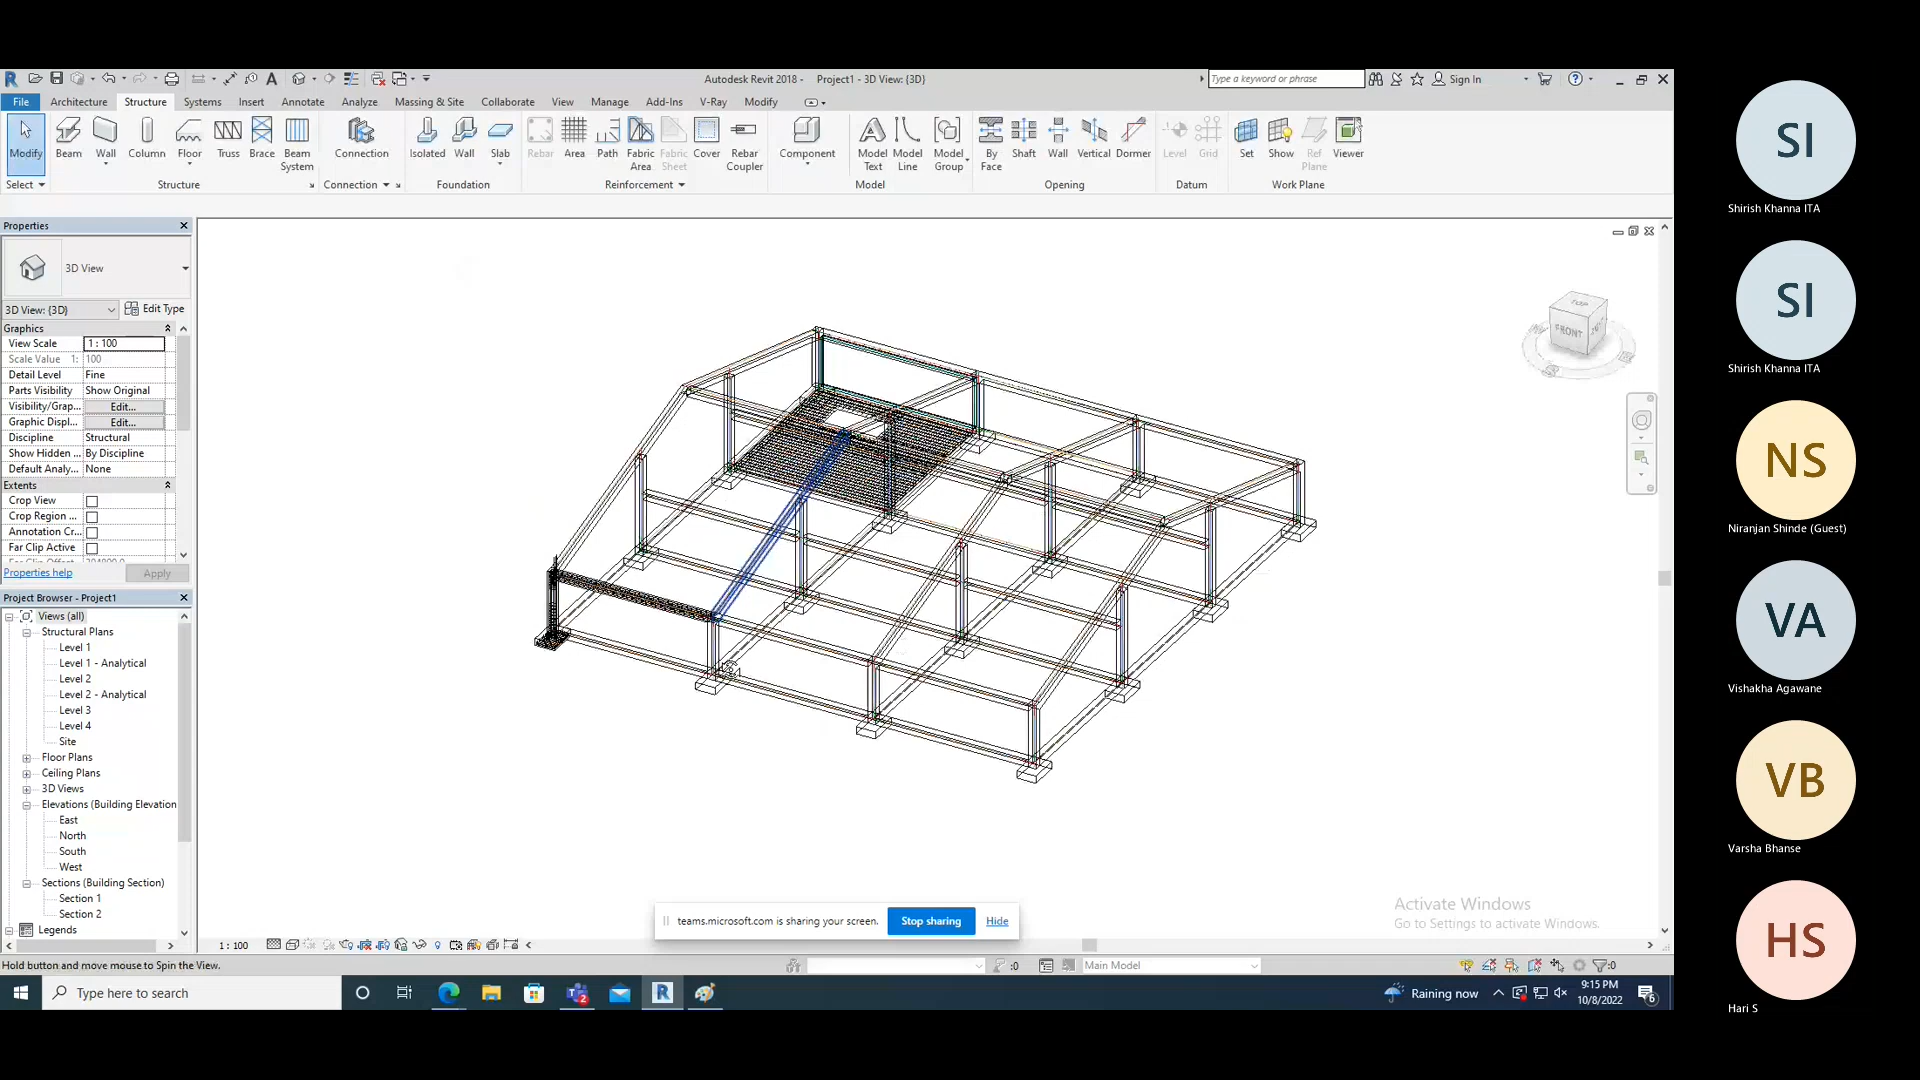 Autodesk Revit 2018 - Project1 - 3D View: {3D}
Type a keyword or phrase
Sign In
File Architecture Structure Systems Insert Annotate Analyze Massing & Site Collaborate View Manage Add-Ins V-Ray Modify
Modify Beam Wall Column Floor Truss Brace Beam System Connection Isolated Wall Slab Rebar Area Path Fabric Area Fabric Sheet Cover Rebar Coupler Component Model Text Model Line Model Group By Face Shaft Wall Vertical Dormer Level Grid Set Show Ref Plane Viewer
Select Structure Connection Foundation Reinforcement Model Opening Datum Work Plane
Properties
3D View
3D View: {3D} Edit Type
Graphics
View Scale 1 : 100
Scale Value 1: 100
Detail Level Fine
Parts Visibility Show Original
Visibility/Grap... Edit...
Graphic Displ... Edit...
Discipline Structural
Show Hidden ... By Discipline
Default Analy... None
Extents
Crop View
Crop Region ...
Annotation Cr...
Far Clip Active
Properties help Apply
Project Browser - Project1
Views (all)
Structural Plans
Level 1
Level 1 - Analytical
Level 2
Level 2 - Analytical
Level 3
Level 4
Site
Floor Plans
Ceiling Plans
3D Views
Elevations (Building Elevation
East
North
South
West
Sections (Building Section)
Section 1
Section 2
Legends
TOP
FRONT
1 : 100
teams.microsoft.com is sharing your screen. Stop sharing Hide
Activate Windows
Go to Settings to activate Windows.
Hold button and move mouse to Spin the View.
:0
Main Model
:0
Type here to search
2
Raining now
9:15 PM
10/8/2022
6
SI
Shirish Khanna ITA
SI
Shirish Khanna ITA
NS
Niranjan Shinde (Guest)
VA
Vishakha Agawane
VB
Varsha Bhanse
HS
Hari S